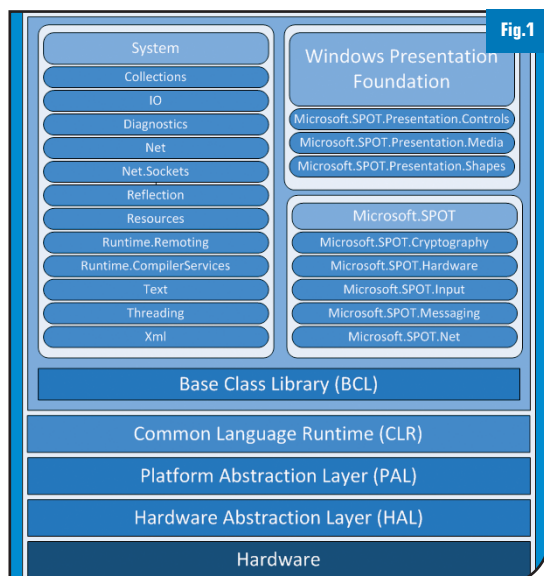 Fig.1
System
Collections
IO
Diagnostics
Net
Net.Sockets
Reflection
Resources
Runtime.Remoting
Runtime.CompilerServices
Text
Threading
Xml
Windows Presentation
Foundation
Microsoft.SPOT.Presentation.Controls
Microsoft.SPOT.Presentation.Media
Microsoft.SPOT.Presentation.Shapes
Microsoft.SPOT
Microsoft.SPOT.Cryptography
Microsoft.SPOT.Hardware
Microsoft.SPOT.Input
Microsoft.SPOT.Messaging
Microsoft.SPOT.Net
Base Class Library (BCL)
Common Language Runtime (CLR)
Platform Abstraction Layer (PAL)
Hardware Abstraction Layer (HAL)
Hardware